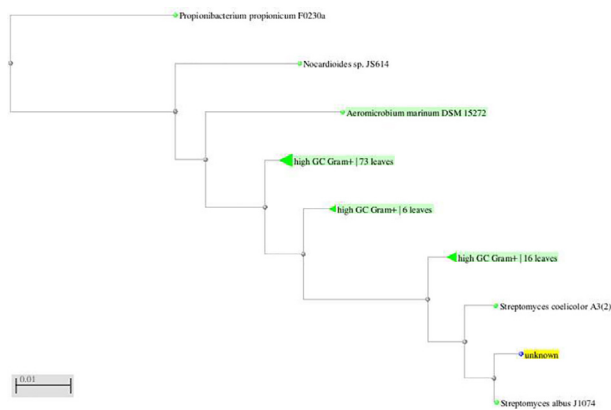 Propionibacterium propionicum F0230a
Nocardioides sp. JS614
Aeromicrobium marinum DSM 15272
high GC Gram+ | 73 leaves
high GC Gram+ | 6 leaves
high GC Gram+ | 16 leaves
Streptomyces coelicolor A3(2)
unknown
0.01
Streptomyces albus J1074